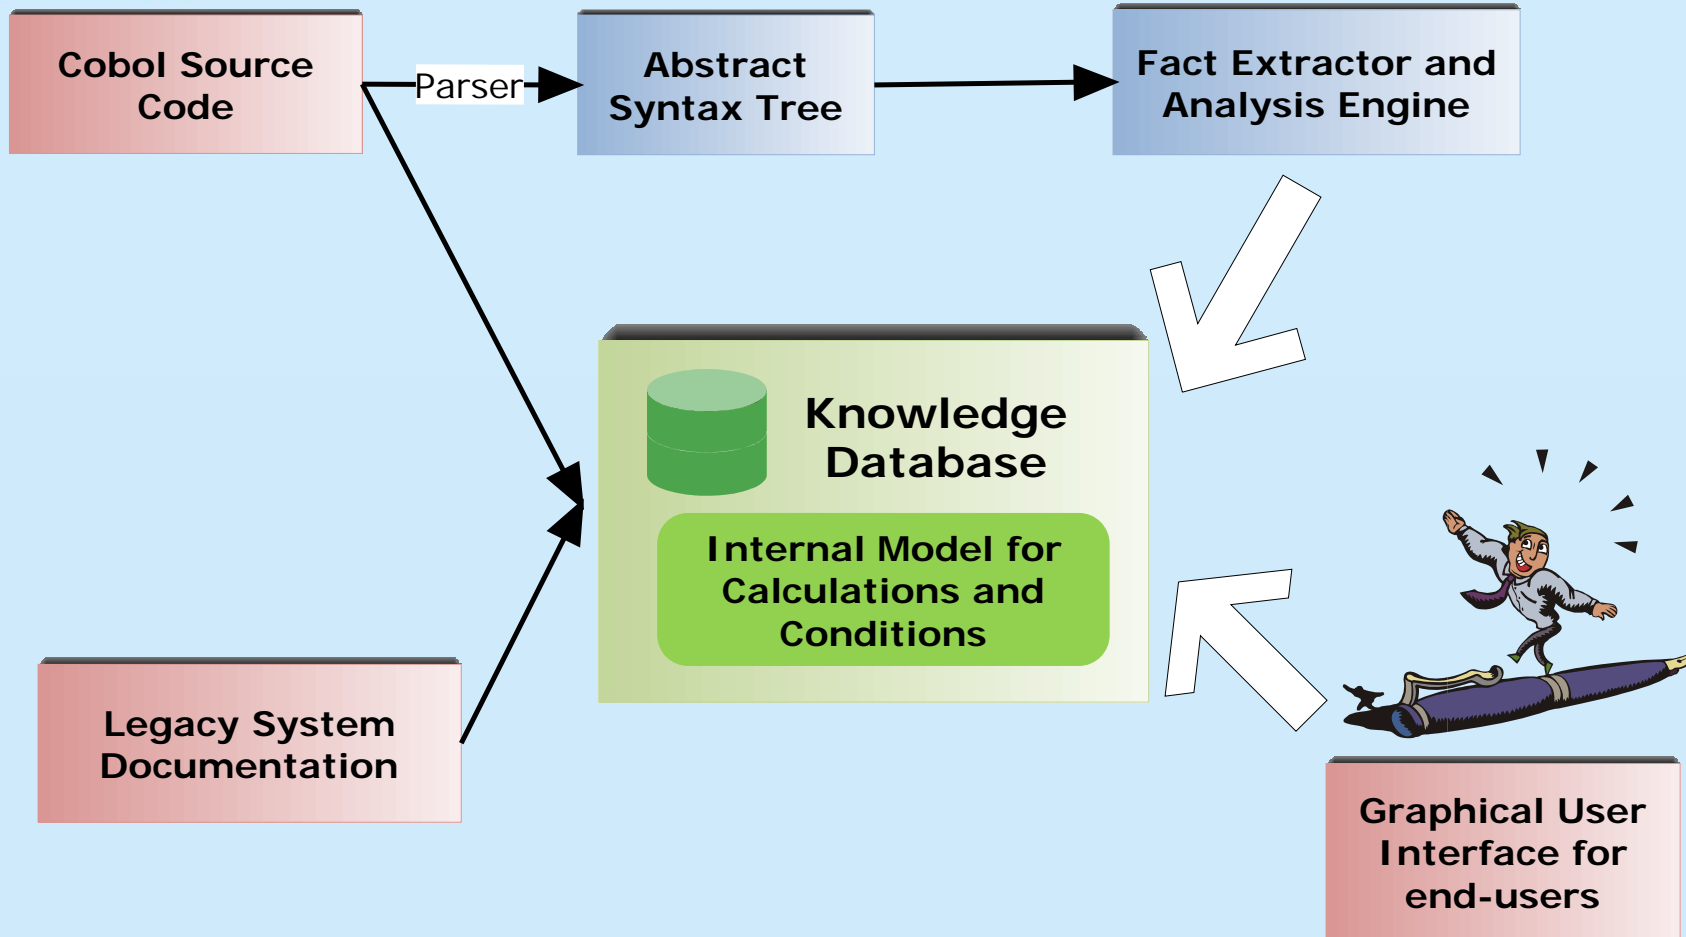 Cobol Source
Code
Parser
Abstract
Syntax Tree
Fact Extractor and
Analysis Engine
Knowledge
Database
Internal Model for
Calculations and
Conditions
Legacy System
Documentation
Graphical User
Interface for
end-users